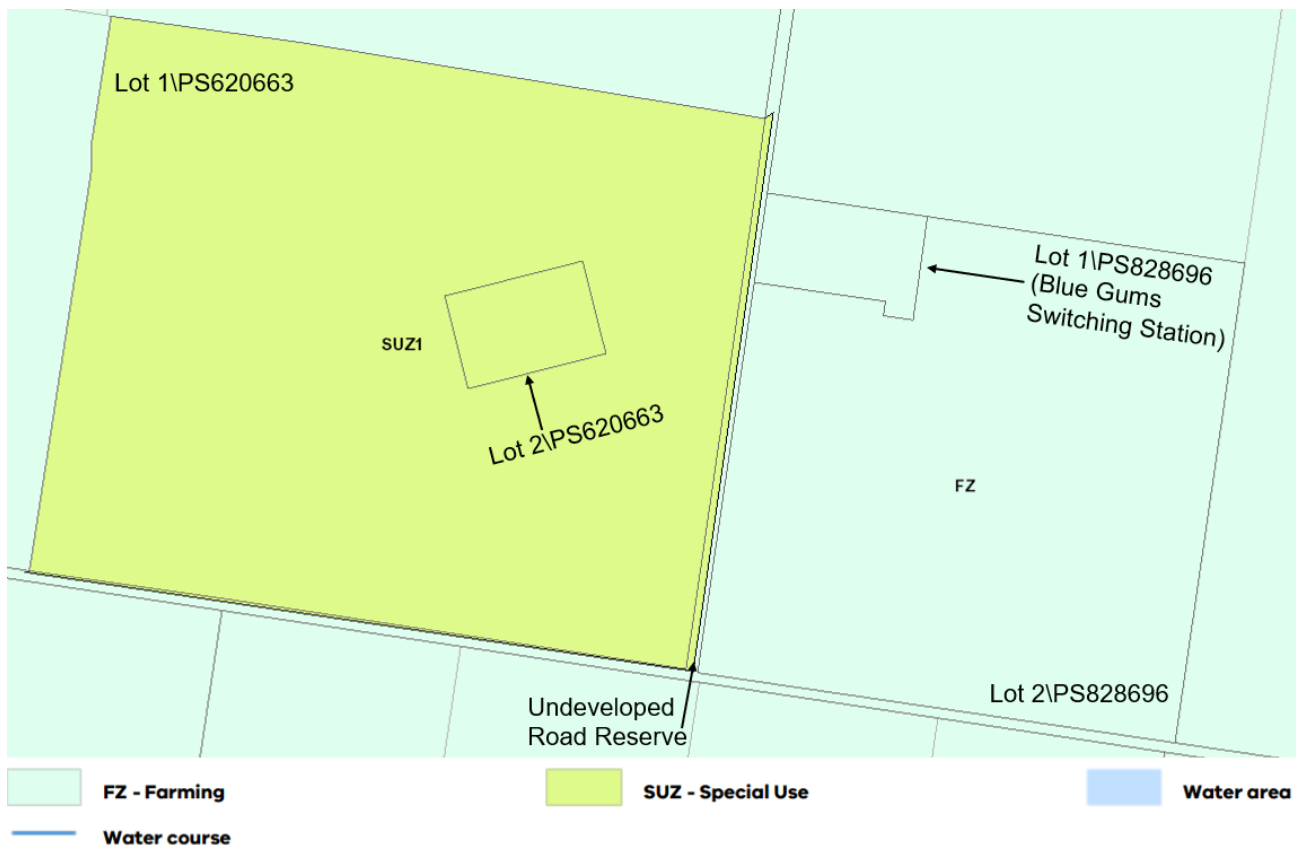 Lot 1\PS620663
Lot 1\PS828696
(Blue Gums
Switching Station)
SUZ1
Lot 2\PS620663
FZ
Lot 2\PS828696
Undeveloped
Road Reserve
FZ - Farming
SUZ - Special Use
Water area
Water course